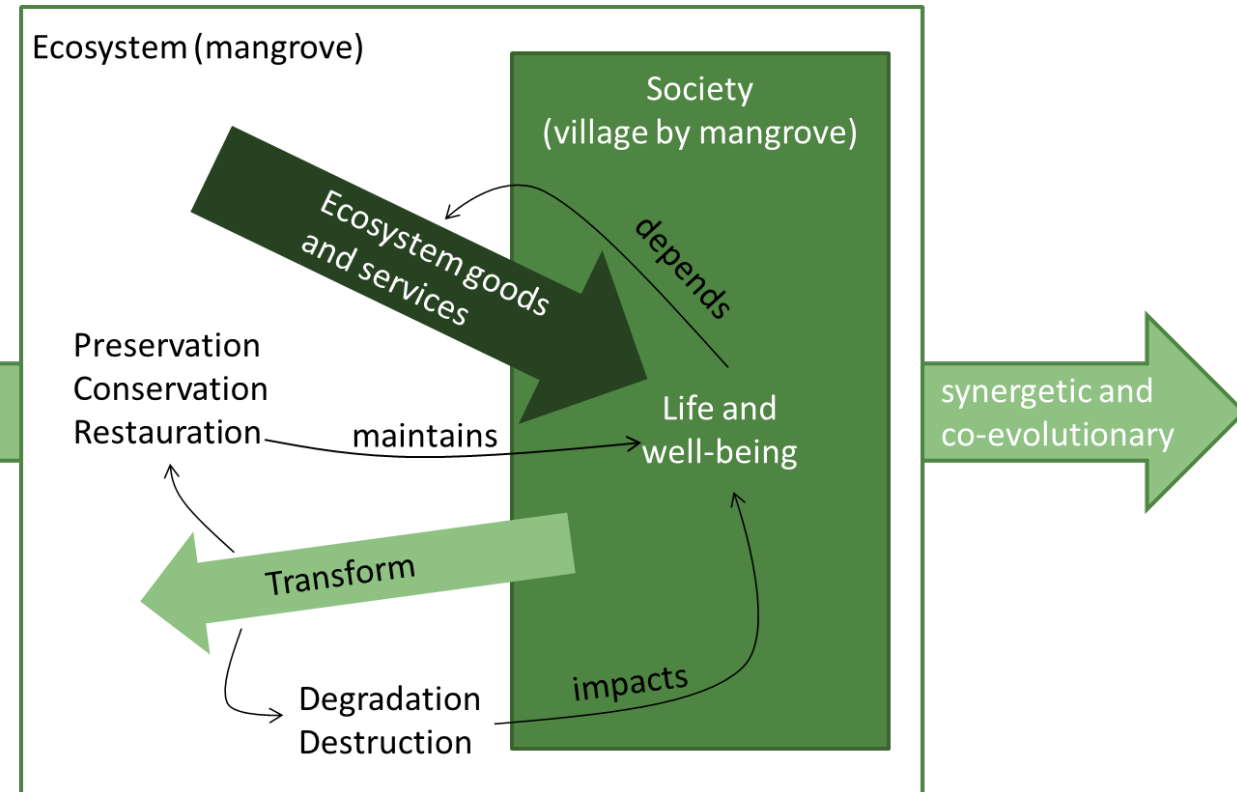 Ecosystem (mangrove)
Society
(village by mangrove)
Ecosystem goods
and services
depends
Preservation
Conservation
Restauration
maintains
Life and
well-being
synergetic and
co-evolutionary
Transform
Degradation
Destruction
impacts